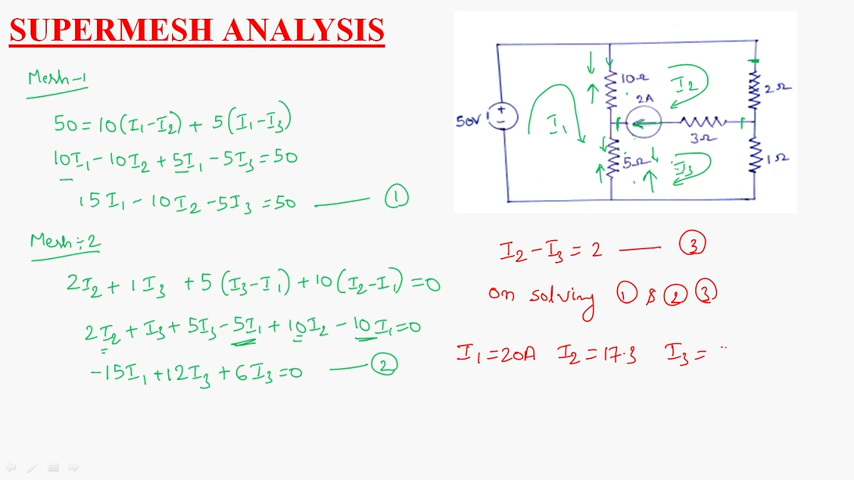 SUPERMESH ANALYSIS
Mesh-1
50 = 10(I₁-I₂) + 5(I₁-I₃)
10I₁-10I₂+5I₁-5I₃=50
15I₁-10I₂-5I₃=50 —— ①
Mesh÷2
2I₂+1I₃ +5(I₃-I₁)+10(I₂-I₁)=0
2I₂+I₃+5I₃-5I₁+10I₂-10I₁=0
-15I₁+12I₃+6I₃=0 —— ②
50V
+
-
I₁
10Ω
I₂
2Ω
2A
3Ω
5Ω
I₃
1Ω
I₂-I₃=2 —— ③
on solving ① & ② ③
I₁=20A I₂=17.3 I₃=